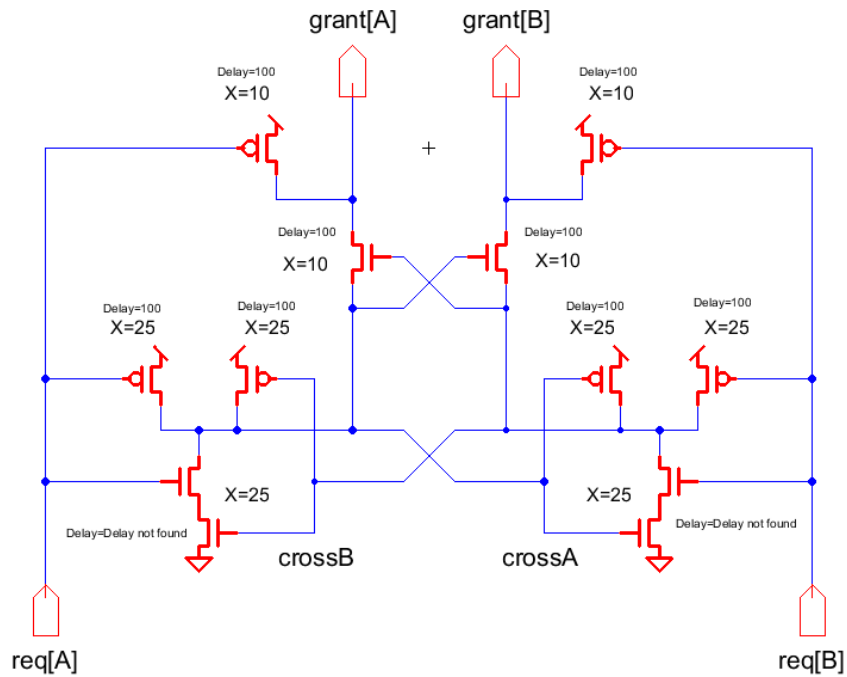 grant[A] grant[B]
Delay=100 Delay=100
X=10 X=10
Delay=100 Delay=100
X=10 X=10
Delay=100 Delay=100 Delay=100 Delay=100
X=25 X=25 X=25 X=25
X=25 X=25
Delay=Delay not found Delay=Delay not found
crossB crossA
req[A] req[B]